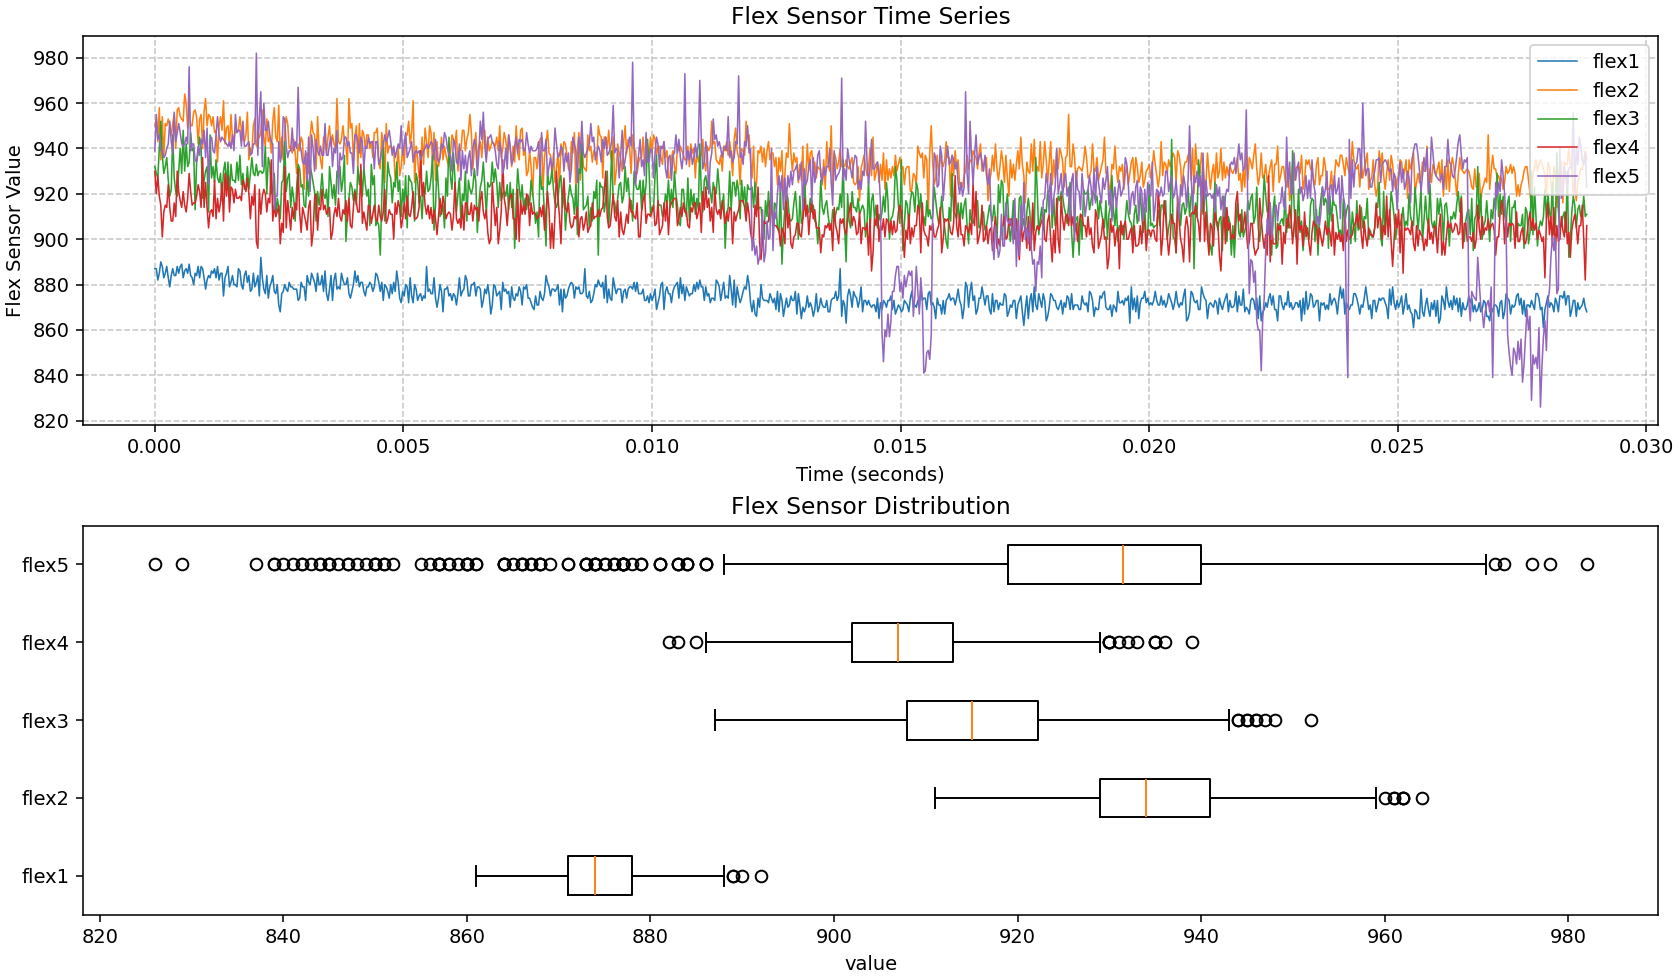 Flex Sensor Time Series
Flex Sensor Value
980
960
940
920
900
880
860
840
820
flex1
flex2
flex3
flex4
flex5
0.000 0.005 0.010 0.015 0.020 0.025 0.030
Time (seconds)
Flex Sensor Distribution
flex5
flex4
flex3
flex2
flex1
820 840 860 880 900 920 940 960 980
value